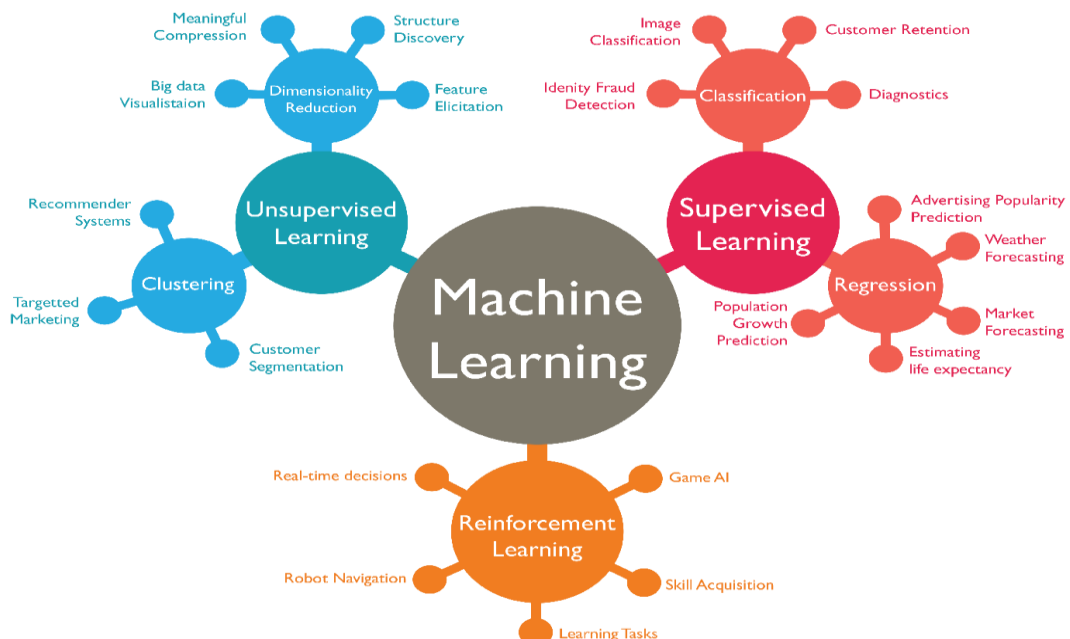 Meaningful
Compression
Structure
Discovery
Big data
Visualistaion
Dimensionality
Reduction
Feature
Elicitation
Image
Classification
Customer Retention
Idenity Fraud
Detection
Classification
Diagnostics
Recommender
Systems
Unsupervised
Learning
Clustering
Targetted
Marketing
Customer
Segmentation
Machine
Learning
Supervised
Learning
Advertising Popularity
Prediction
Weather
Forecasting
Regression
Population
Growth
Prediction
Market
Forecasting
Estimating
life expectancy
Real-time decisions
Game AI
Reinforcement
Learning
Robot Navigation
Skill Acquisition
Learning Tasks